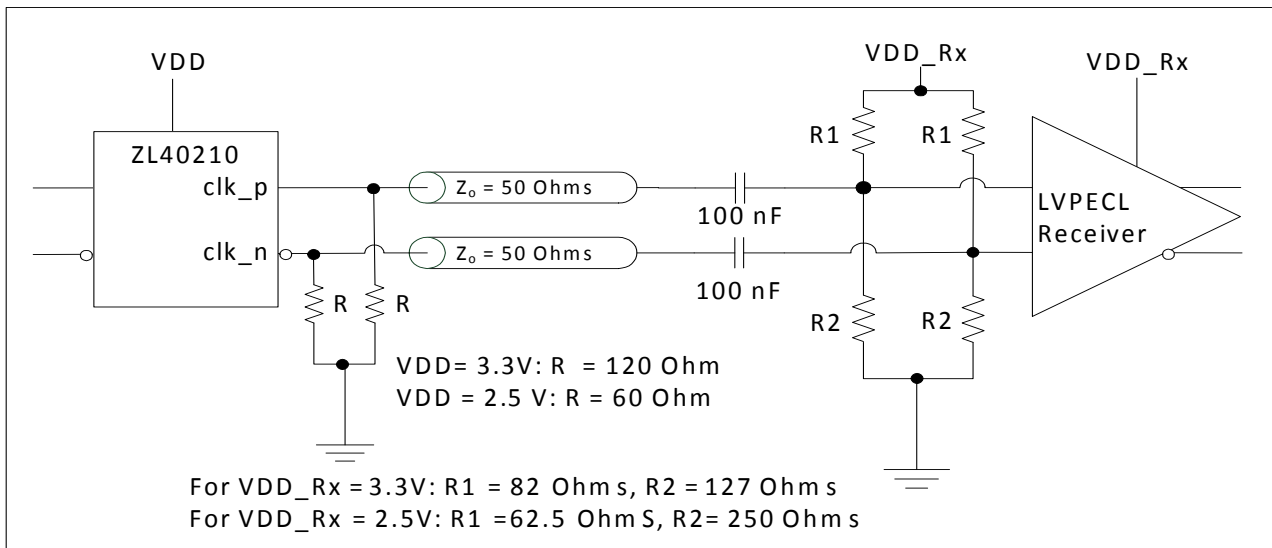 VDD
VDD_Rx
VDD_Rx
ZL40210
R1
R1
clk_p
Zo = 50 Ohms
LVPECL
Receiver
100 nF
clk_n
Zo = 50 Ohms
100 nF
R
R
R2
R2
VDD= 3.3V: R = 120 Ohm
VDD = 2.5 V: R = 60 Ohm
For VDD_Rx = 3.3V: R1 = 82 Ohms, R2 = 127 Ohms
For VDD_Rx = 2.5V: R1 =62.5 OhmS, R2= 250 Ohms